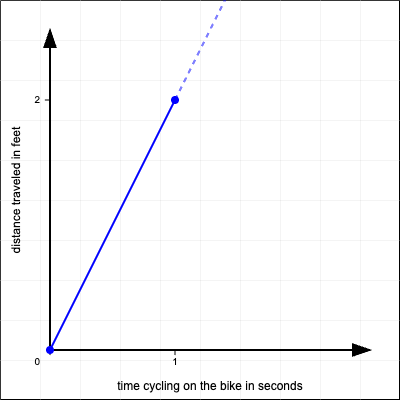 2
distance traveled in feet
0
1
time cycling on the bike in seconds